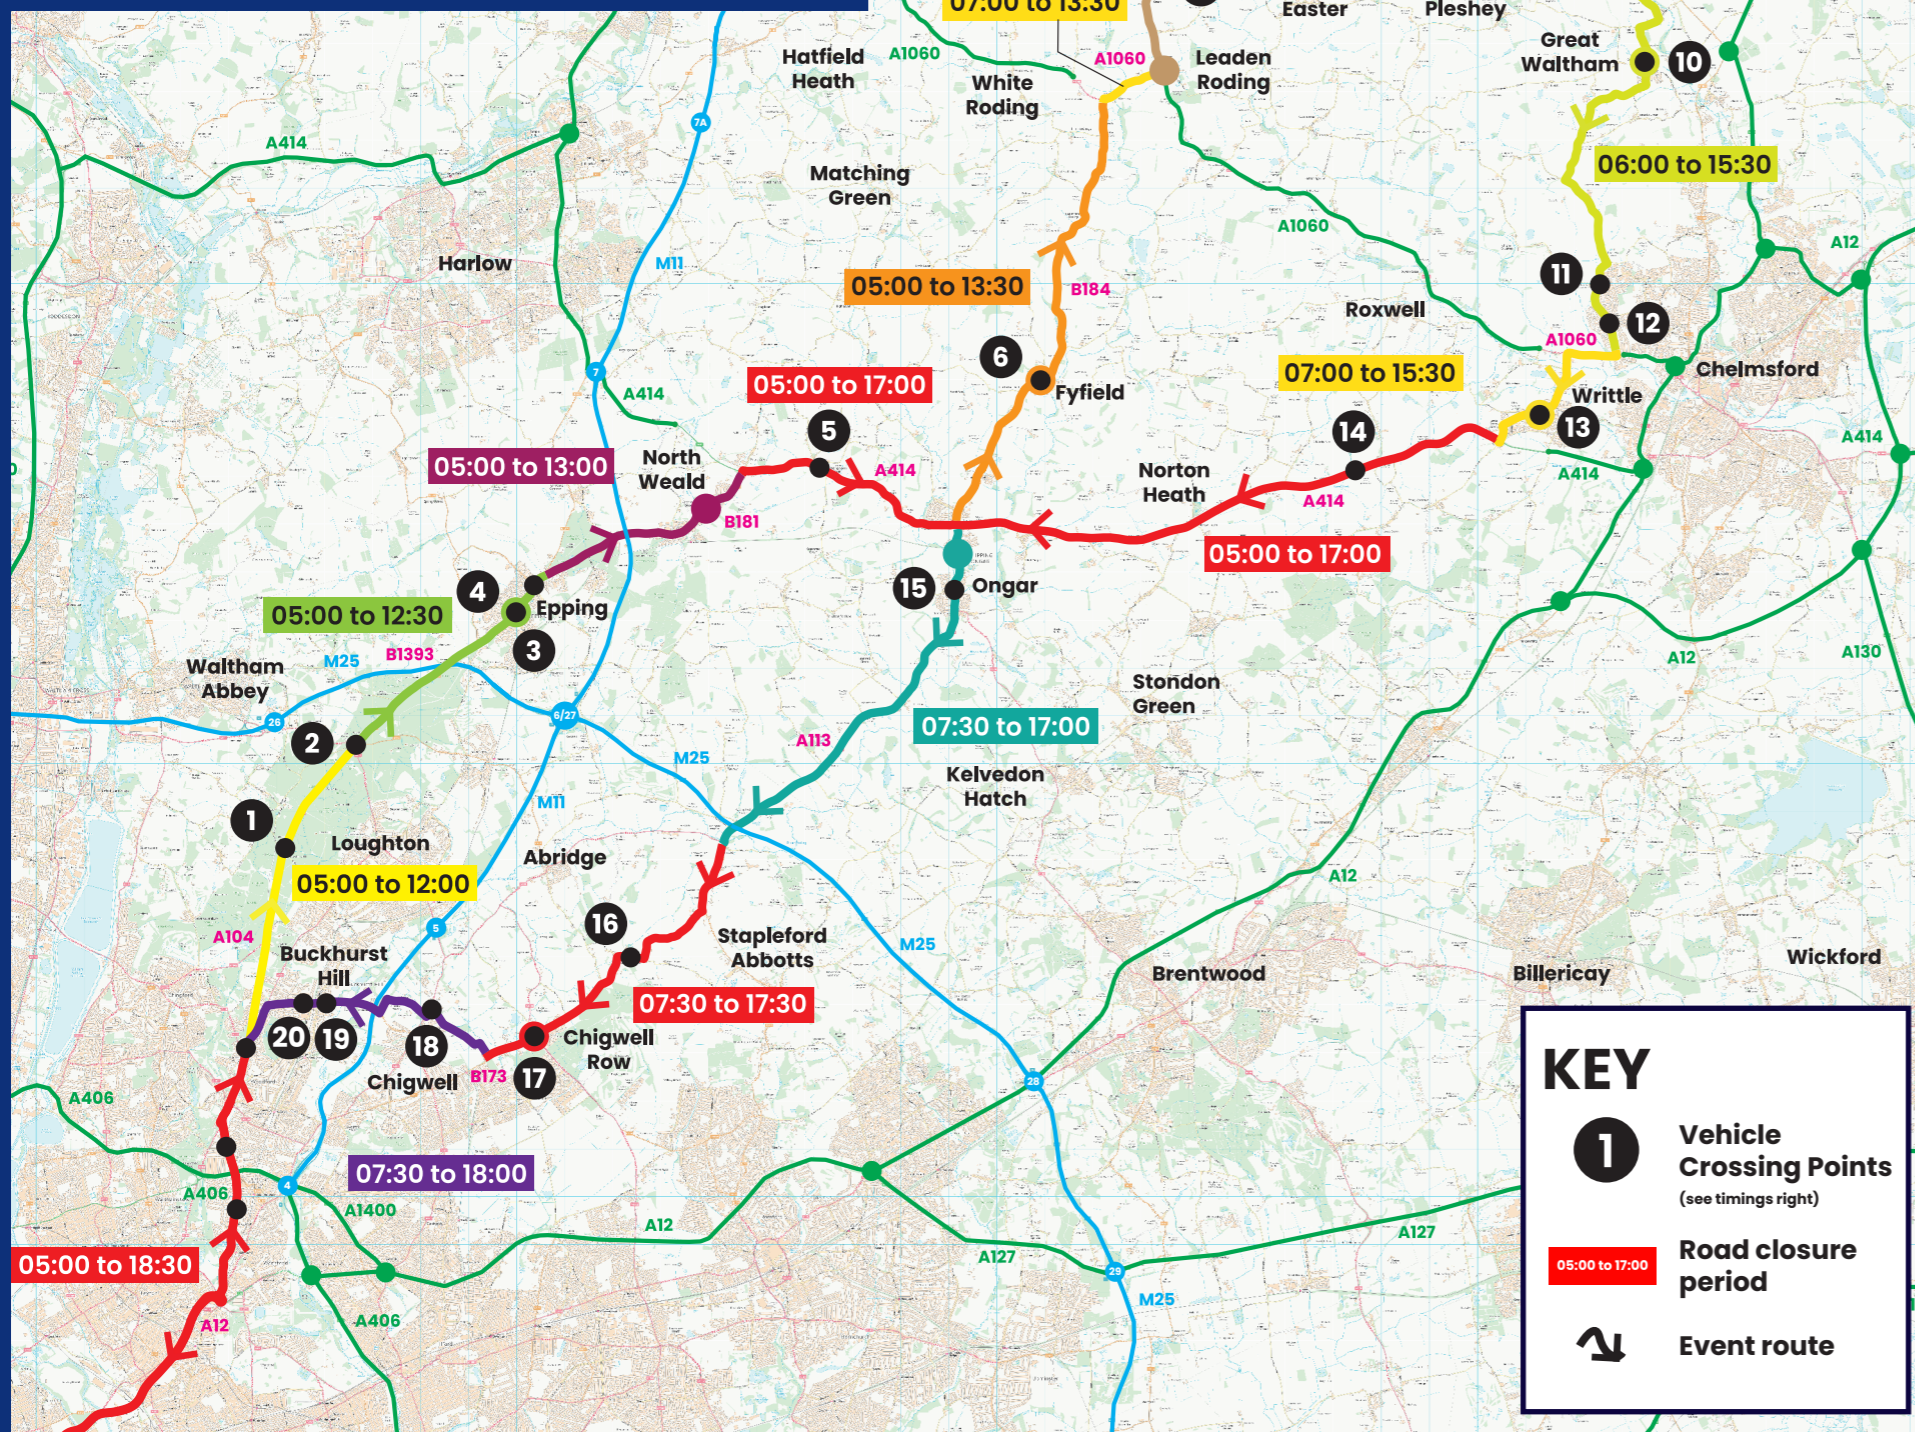 07:00 to 13:30
Easter
Pleshey
Great
Waltham
10
A1060
A1060
Leaden
Roding
Hatfield
Heath
White
Roding
7A
A414
06:00 to 15:30
Matching
Green
A1060
A12
Harlow
M11
11
05:00 to 13:30
B184
Roxwell
12
A1060
6
7
07:00 to 15:30
Chelmsford
05:00 to 17:00
A414
Fyfield
Writtle
13
5
14
A414
North
Weald
05:00 to 13:00
A414
Norton
Heath
A414
A414
B181
05:00 to 17:00
4
15
Ongar
05:00 to 12:30
Epping
3
B1393
M25
Waltham
Abbey
A12
A130
Stondon
Green
26
6/27
07:30 to 17:00
2
A113
M25
Kelvedon
Hatch
M11
1
Loughton
Abridge
05:00 to 12:00
A12
16
5
A104
Stapleford
Abbotts
M25
Buckhurst
Hill
Brentwood
Billericay
Wickford
07:30 to 17:30
20
19
18
Chigwell
Row
17
B173
Chigwell
28
A406
07:30 to 18:00
4
A406
A1400
A12
A127
A127
05:00 to 18:30
29
A12
A406
M25
KEY
1
Vehicle
Crossing Points
(see timings right)
05:00 to 17:00
Road closure
period
Event route